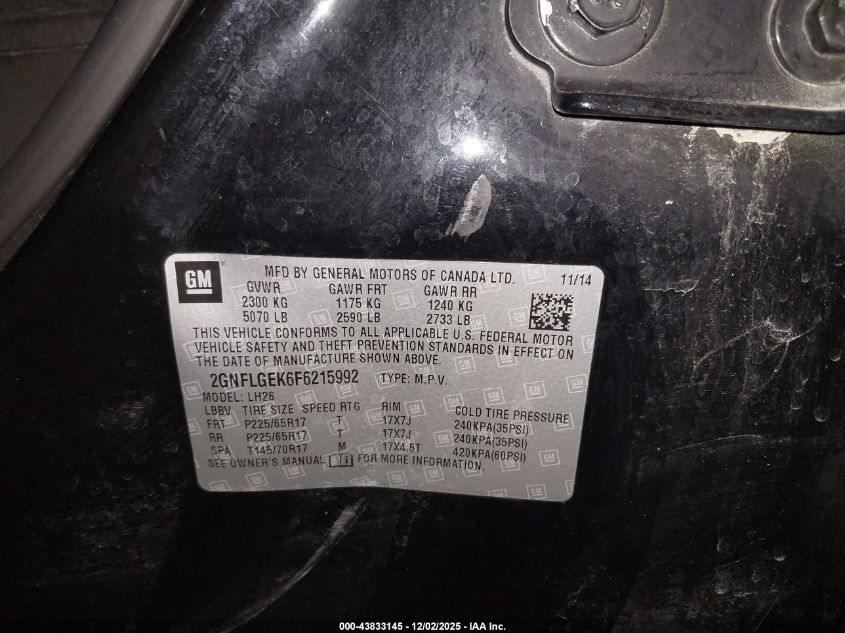 GM
MFD BY GENERAL MOTORS OF CANADA LTD. 11/14
GVWR GAWR FRT GAWR RR
2300 KG 1175 KG 1240 KG
5070 LB 2590 LB 2733 LB
THIS VEHICLE CONFORMS TO ALL APPLICABLE U.S. FEDERAL MOTOR
VEHICLE SAFETY AND THEFT PREVENTION STANDARDS IN EFFECT ON
THE DATE OF MANUFACTURE SHOWN ABOVE.
2GNFLGEK6F6215992 TYPE: M.P.V.
MODEL: LH26
LBBV TIRE SIZE SPEED RTG RIM COLD TIRE PRESSURE
FRT P225/65R17 T 17X7J 240KPA(35PSI)
RR P225/65R17 T 17X7J 240KPA(35PSI)
SPA T145/70R17 M 17X4.5T 420KPA(60PSI)
SEE OWNER'S MANUAL FOR MORE INFORMATION.
000-43833145 - 12/02/2025 - IAA Inc.